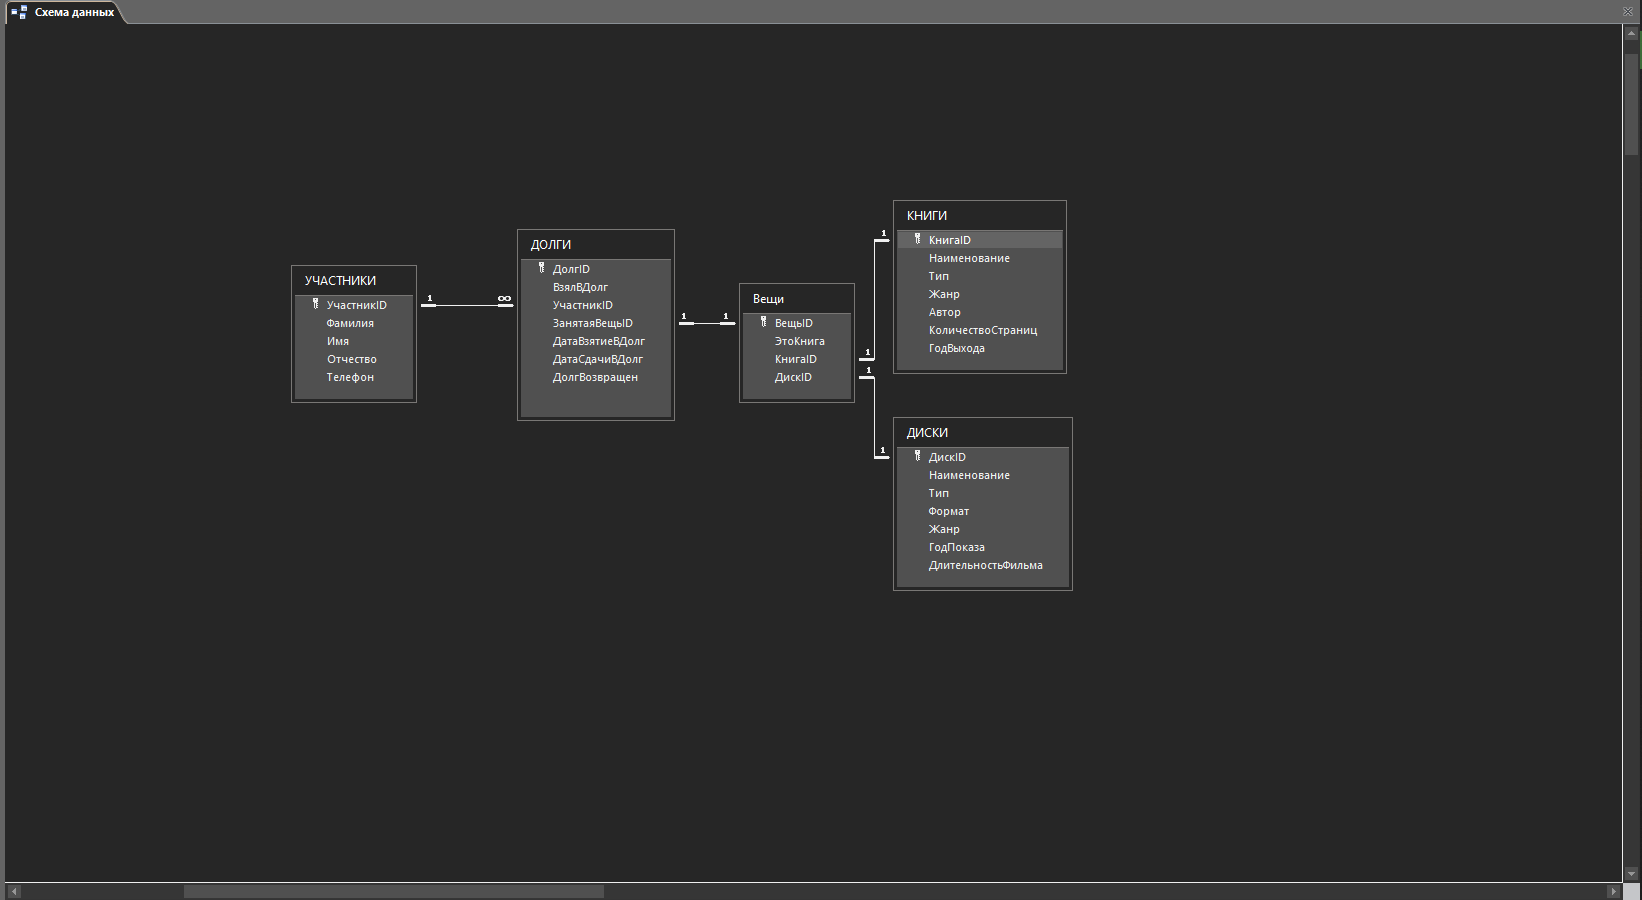 Схема данных
УЧАСТНИКИ
УчастникID
Фамилия
Имя
Отчество
Телефон
1
∞
ДОЛГИ
ДолгID
ВзялВДолг
УчастникID
ЗанятаяВещыID
ДатаВзятиеВДолг
ДатаСдачиВДолг
ДолгВозвращен
1
1
Вещи
ВещыID
ЭтоКнига
КнигаID
ДискID
1
1
1
1
КНИГИ
КнигаID
Наименование
Тип
Жанр
Автор
КоличествоСтраниц
ГодВыхода
ДИСКИ
ДискID
Наименование
Тип
Формат
Жанр
ГодПоказа
ДлительностьФильма